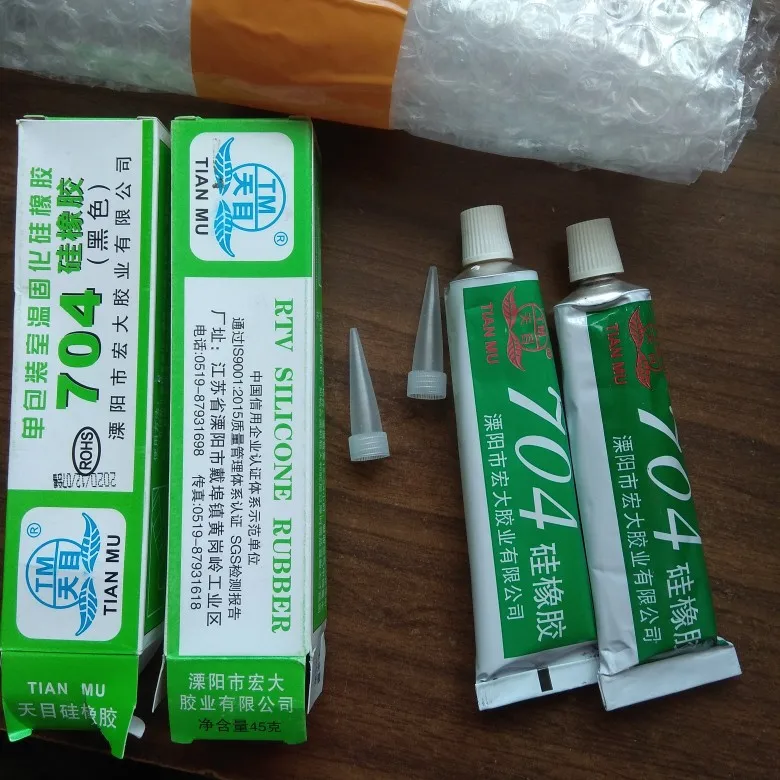 单包装室温固化硅橡胶
704 硅橡胶
(黑色)
溧阳市宏大胶业有限公司
ROHS
TM
天目
TIAN MU
®
TIAN MU
天目硅橡胶
TM
天目
TIAN MU
®
RTV SILICONE RUBBER
中国信用企业认证体系示范单位
通过IS9001:2015质量管理体系认证 SGS检测报告
厂址:江苏省溧阳市戴埠镇黄岗岭工业区
电话:0519-87931698 传真:0519-87931618
溧阳市宏大
胶业有限公司
净含量45克
TM
天目
TIAN MU
704 硅橡胶
溧阳市宏大胶业有限公司
TIAN MU
704 硅橡胶
溧阳市宏大胶业有限公司